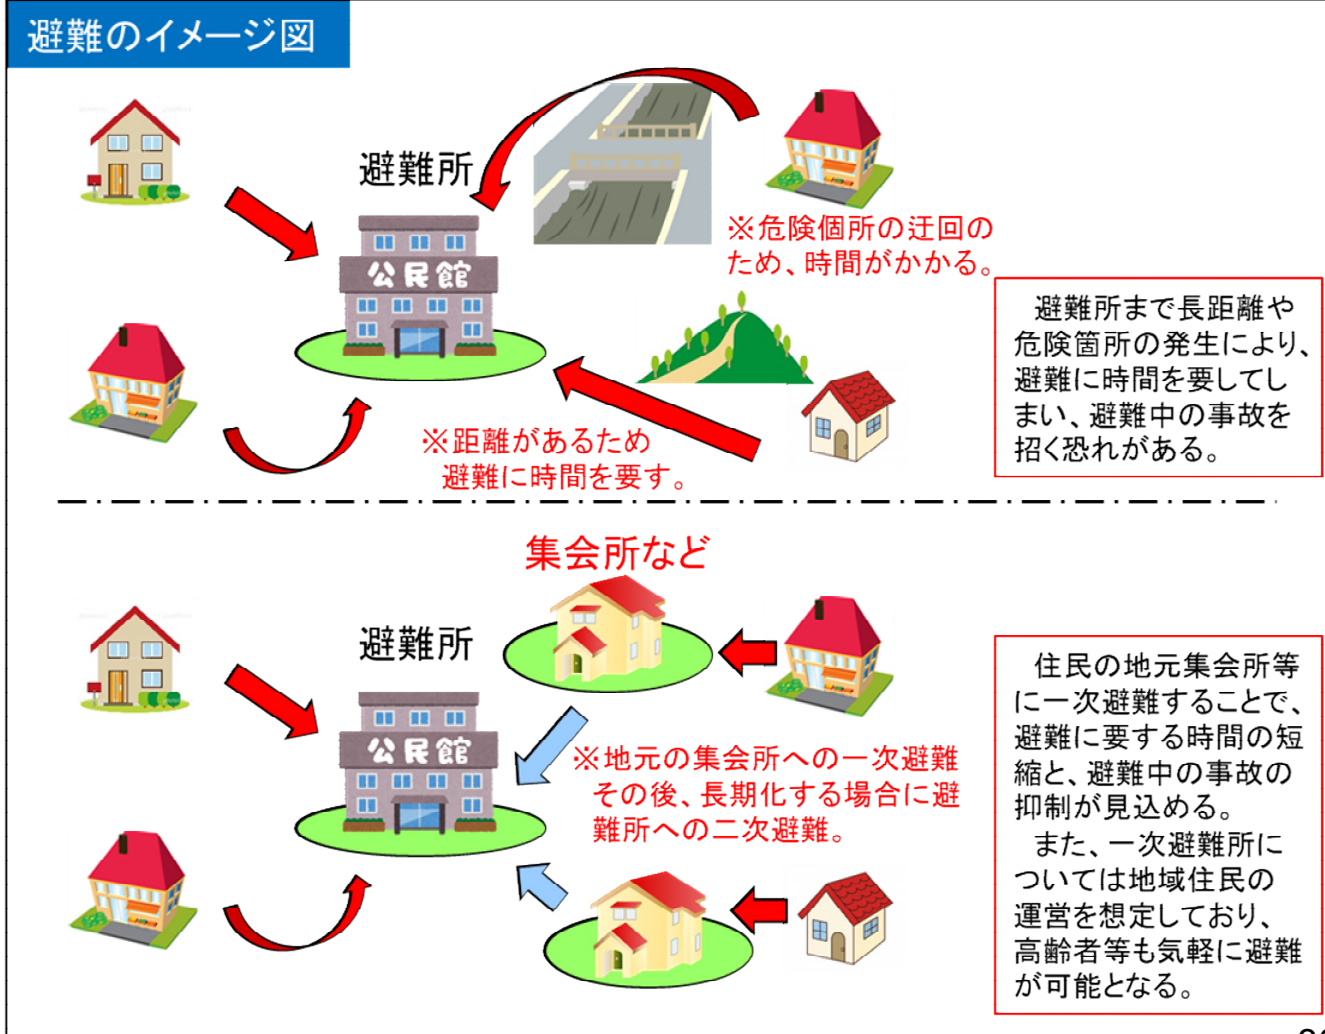 避難のイメージ図
避難所
公民館
※危険個所の迂回の
ため、時間がかかる。
※距離があるため
避難に時間を要す。
避難所まで長距離や
危険箇所の発生により、
避難に時間を要してし
まい、避難中の事故を
招く恐れがある。
集会所など
避難所
公民館
※地元の集会所への一次避難
その後、長期化する場合に避
難所への二次避難。
住民の地元集会所等
に一次避難することで、
避難に要する時間の短
縮と、避難中の事故の
抑制が見込める。
また、一次避難所に
ついては地域住民の
運営を想定しており、
高齢者等も気軽に避難
が可能となる。